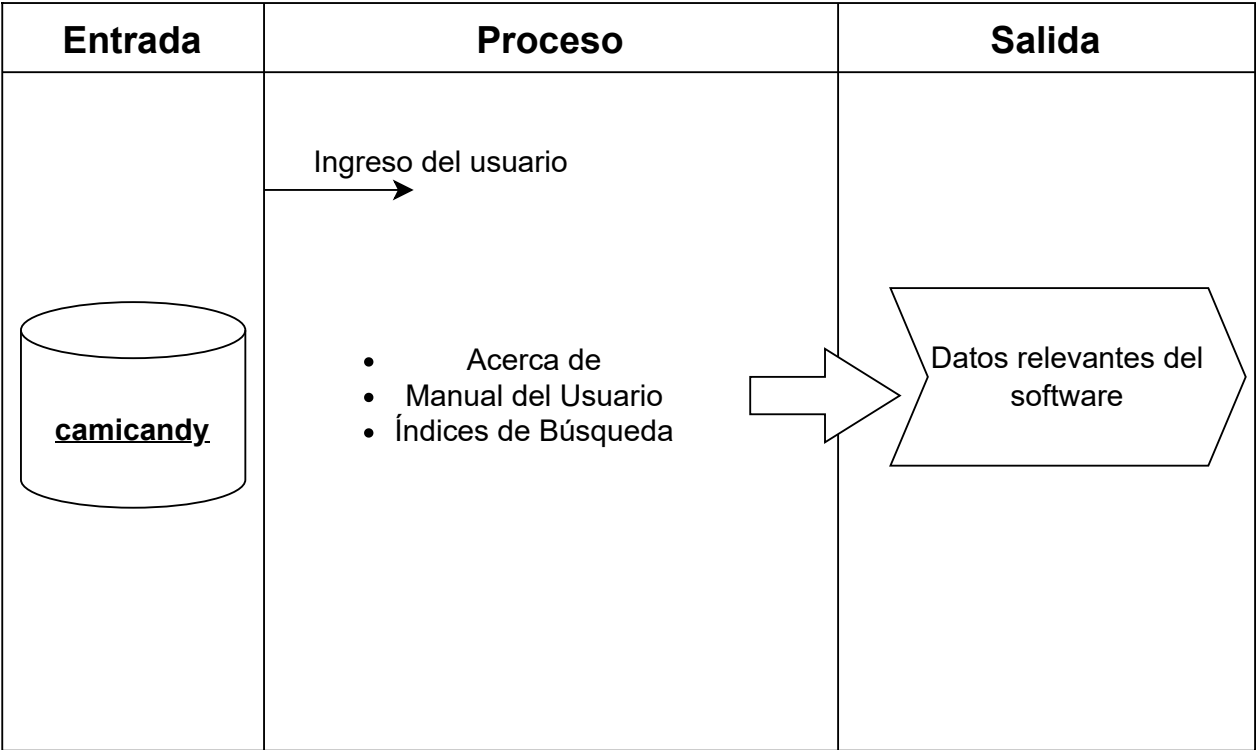 Entrada
Proceso
Salida
Ingreso del usuario
camicandy
• Acerca de
• Manual del Usuario
• Índices de Búsqueda
Datos relevantes del
software